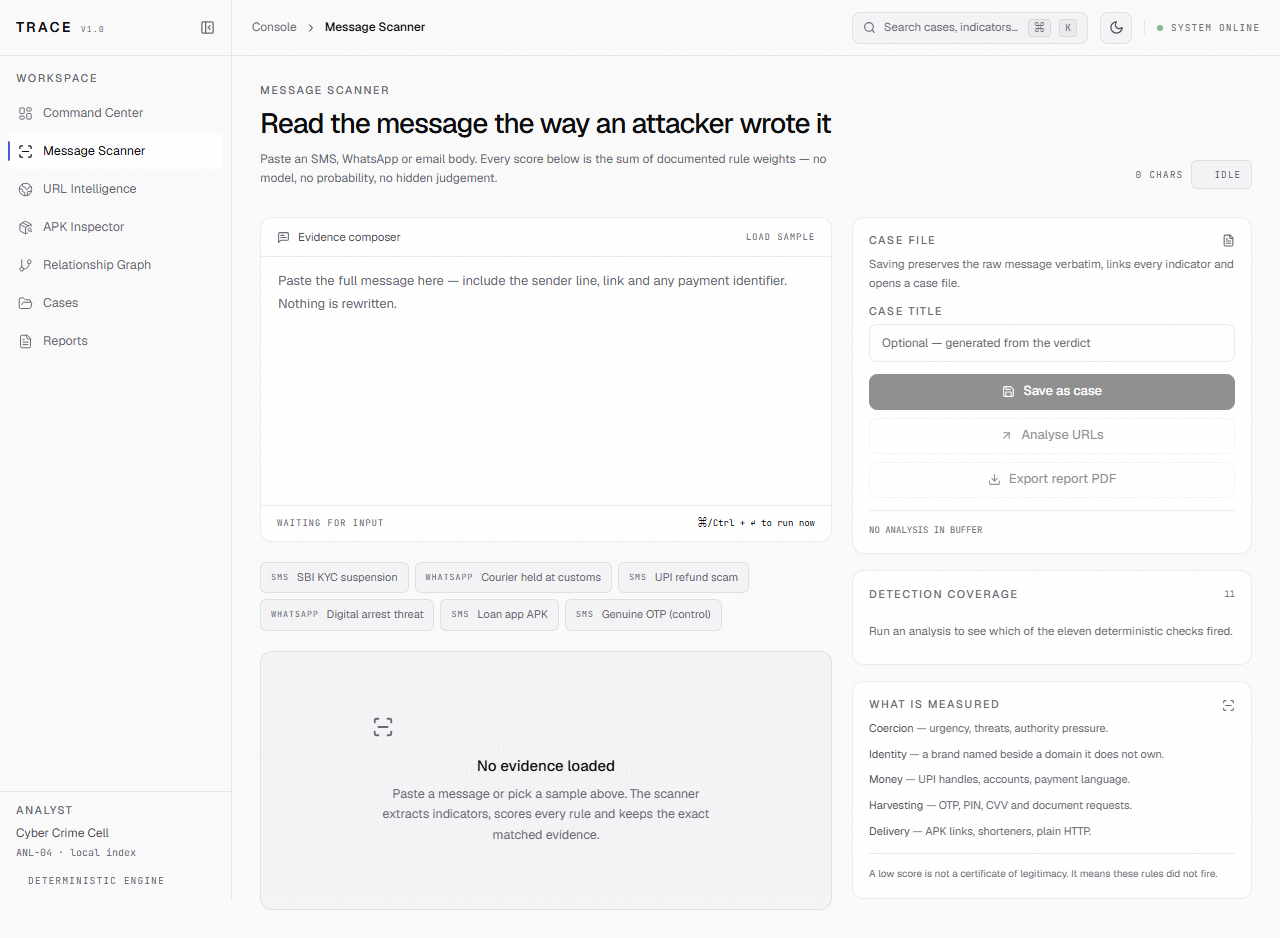 TRACE V1.0
Console > Message Scanner
Search cases, indicators... ⌘ K
SYSTEM ONLINE
WORKSPACE
Command Center
Message Scanner
URL Intelligence
APK Inspector
Relationship Graph
Cases
Reports
ANALYST
Cyber Crime Cell
ANL-04 · local index
DETERMINISTIC ENGINE
MESSAGE SCANNER
Read the message the way an attacker wrote it
Paste an SMS, WhatsApp or email body. Every score below is the sum of documented rule weights — no
model, no probability, no hidden judgement.
0 CHARS IDLE
Evidence composer LOAD SAMPLE
Paste the full message here — include the sender line, link and any payment identifier.
Nothing is rewritten.
WAITING FOR INPUT ⌘/Ctrl + ↵ to run now
SMS SBI KYC suspension
WHATSAPP Courier held at customs
SMS UPI refund scam
WHATSAPP Digital arrest threat
SMS Loan app APK
SMS Genuine OTP (control)
No evidence loaded
Paste a message or pick a sample above. The scanner
extracts indicators, scores every rule and keeps the exact
matched evidence.
CASE FILE
Saving preserves the raw message verbatim, links every indicator and
opens a case file.
CASE TITLE
Optional — generated from the verdict
Save as case
Analyse URLs
Export report PDF
NO ANALYSIS IN BUFFER
DETECTION COVERAGE 11
Run an analysis to see which of the eleven deterministic checks fired.
WHAT IS MEASURED
Coercion — urgency, threats, authority pressure.
Identity — a brand named beside a domain it does not own.
Money — UPI handles, accounts, payment language.
Harvesting — OTP, PIN, CVV and document requests.
Delivery — APK links, shorteners, plain HTTP.
A low score is not a certificate of legitimacy. It means these rules did not fire.